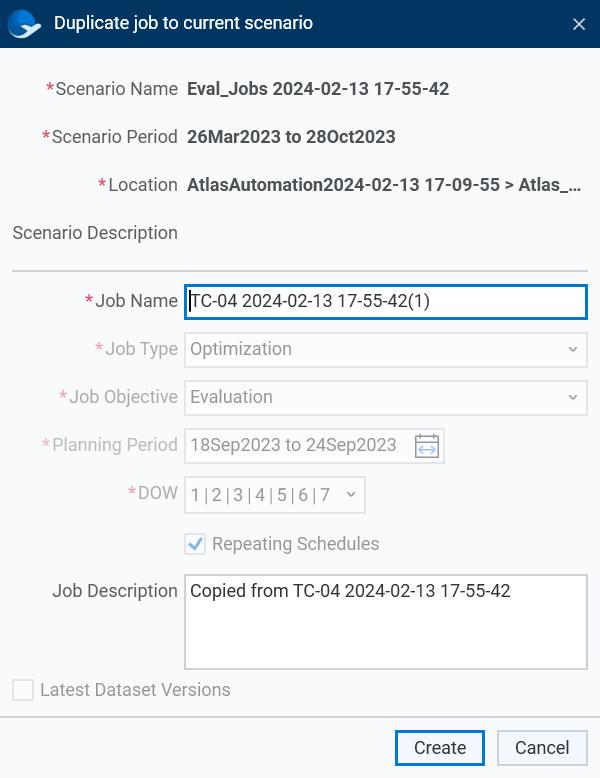 Duplicate job to current scenario
*Scenario Name Eval_Jobs 2024-02-13 17-55-42
*Scenario Period 26Mar2023 to 28Oct2023
*Location AtlasAutomation2024-02-13 17-09-55 > Atlas_...
Scenario Description
*Job Name TC-04 2024-02-13 17-55-42(1)
*Job Type Optimization
*Job Objective Evaluation
*Planning Period 18Sep2023 to 24Sep2023
*DOW 1 | 2 | 3 | 4 | 5 | 6 | 7
Repeating Schedules
Job Description Copied from TC-04 2024-02-13 17-55-42
Latest Dataset Versions
Create Cancel